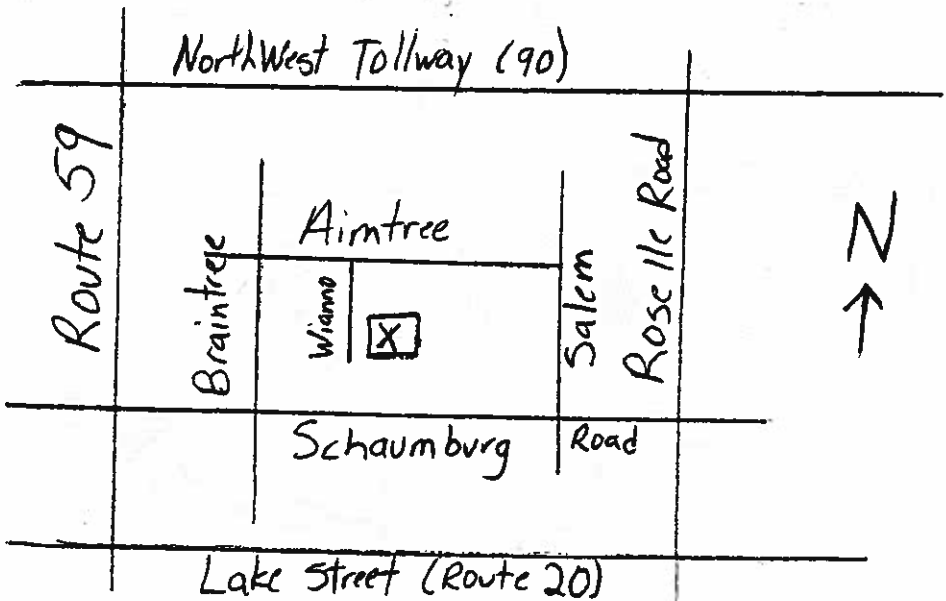 NorthWest Tollway (90)
Route 59
Braintree
Aimtree
Wianno
X
Salem
Roselle Road
N
Schaumburg Road
Lake Street (Route 20)